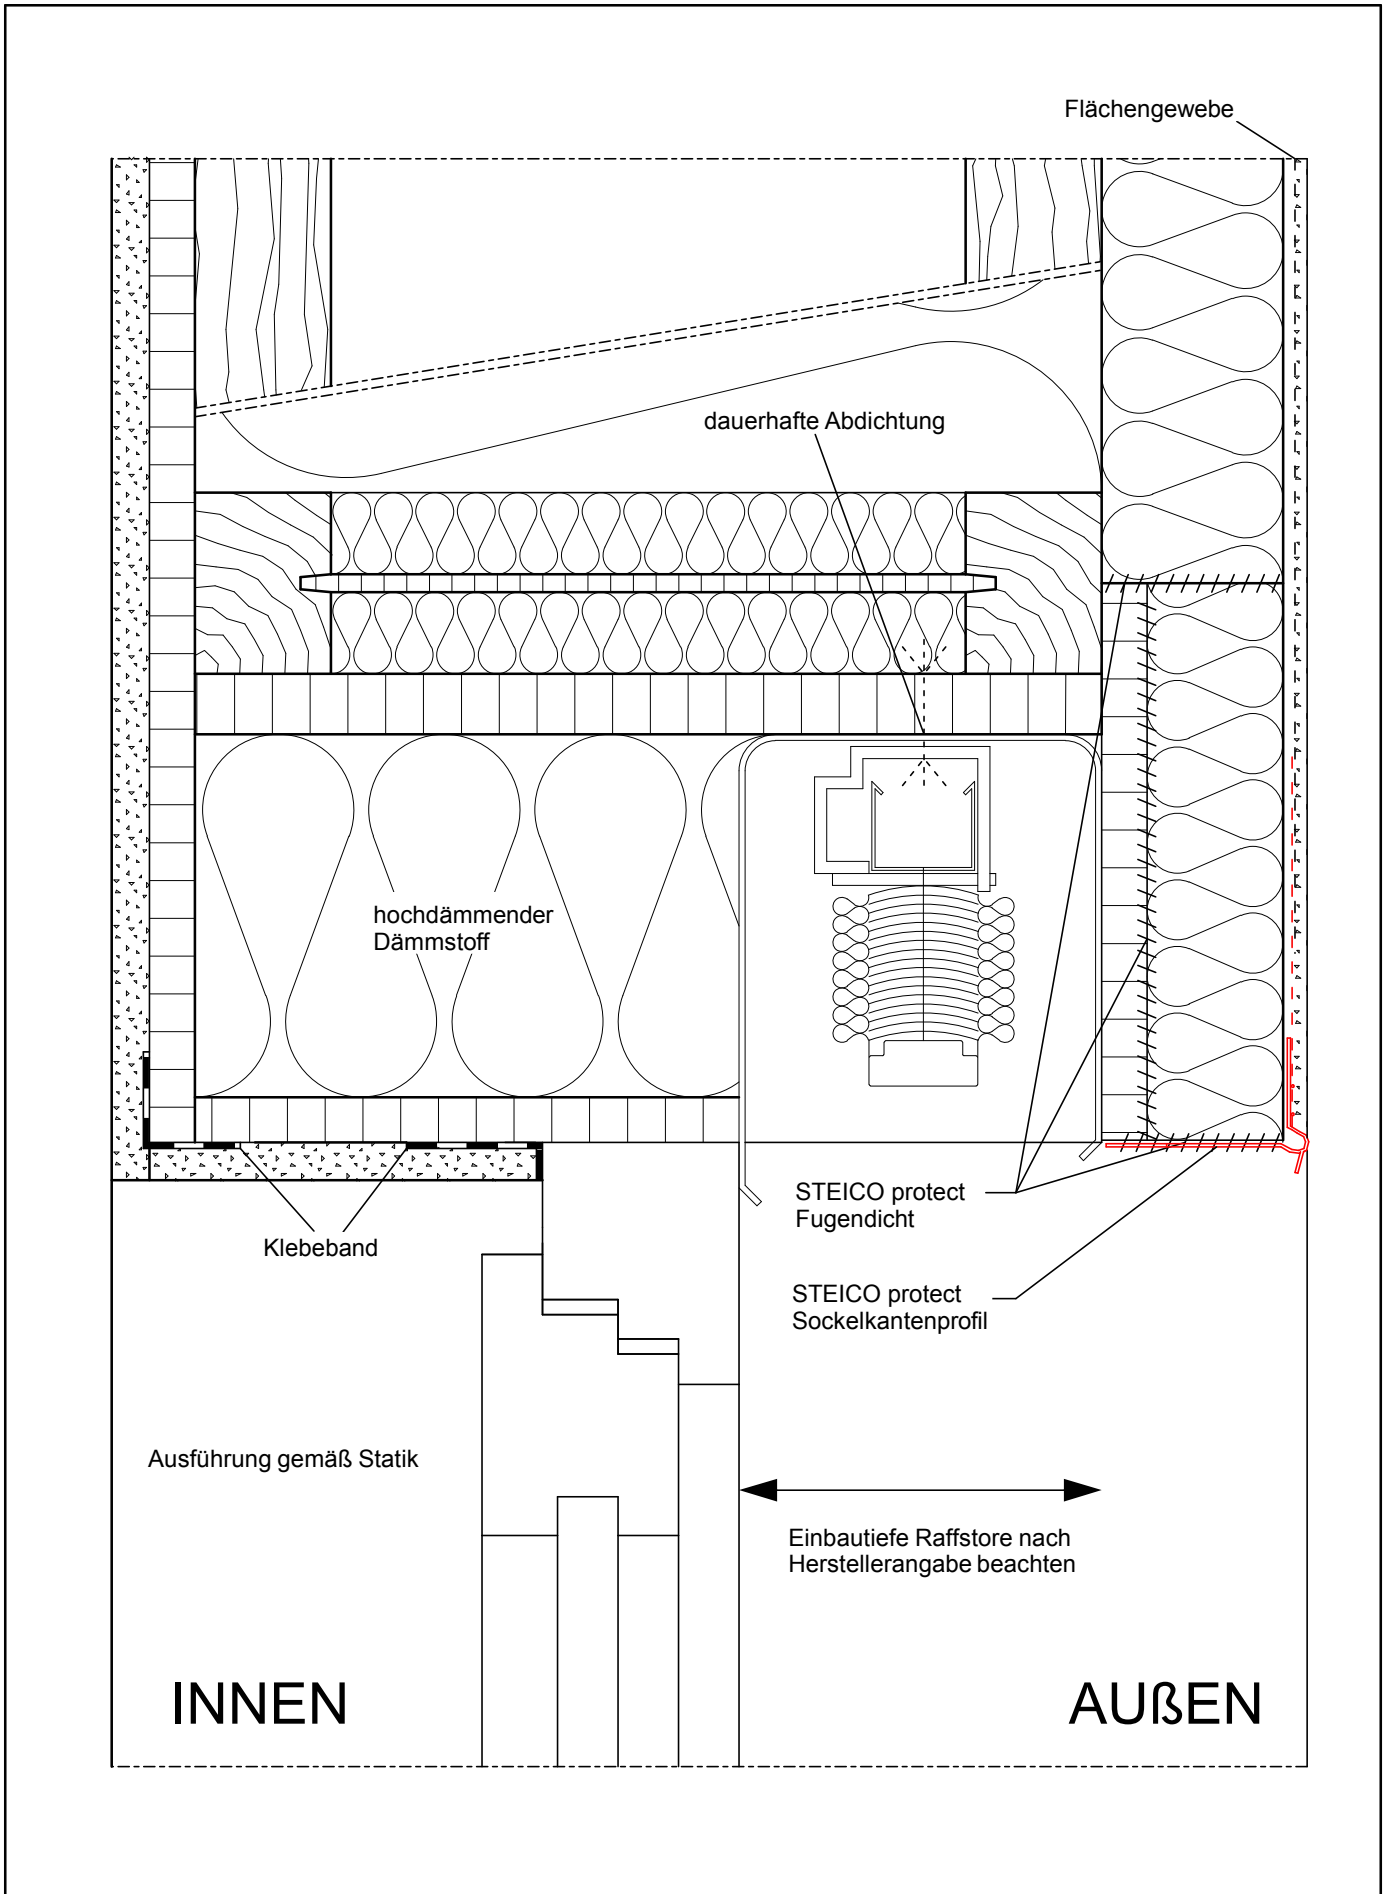 Flächengewebe
dauerhafte Abdichtung
hochdämmender
Dämmstoff
STEICO protect
Fugendicht
Klebeband
STEICO protect
Sockelkantenprofil
Ausführung gemäß Statik
Einbautiefe Raffstore nach
Herstellerangabe beachten
INNEN
AUßEN